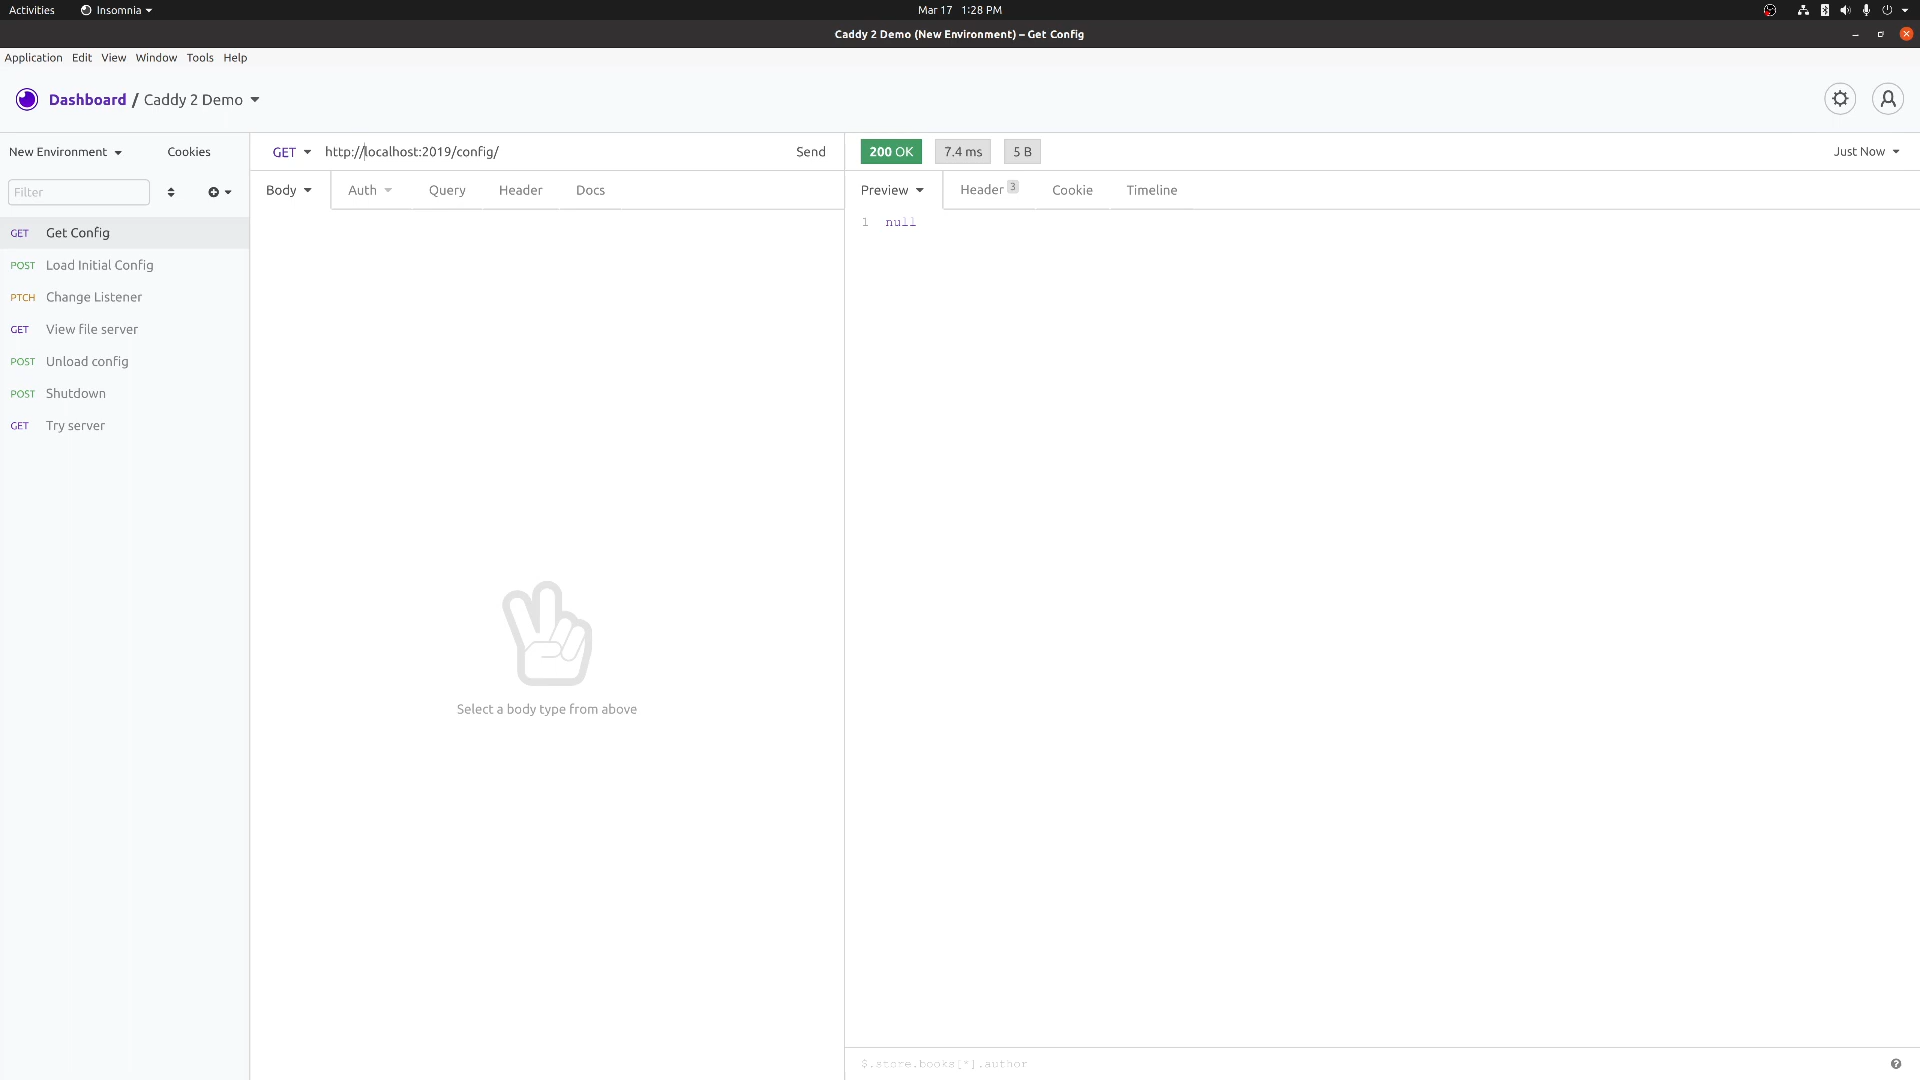 Activities Insomnia Mar 17 1:28 PM
Caddy 2 Demo (New Environment) – Get Config
Application Edit View Window Tools Help
Dashboard / Caddy 2 Demo
New Environment Cookies
GET http://localhost:2019/config/ Send
200 OK 7.4 ms 5 B Just Now
Filter
Body Auth Query Header Docs
Preview Header 3 Cookie Timeline
1 null
GET Get Config
POST Load Initial Config
PTCH Change Listener
GET View file server
POST Unload config
POST Shutdown
GET Try server
Select a body type from above
$.store.books[*].author